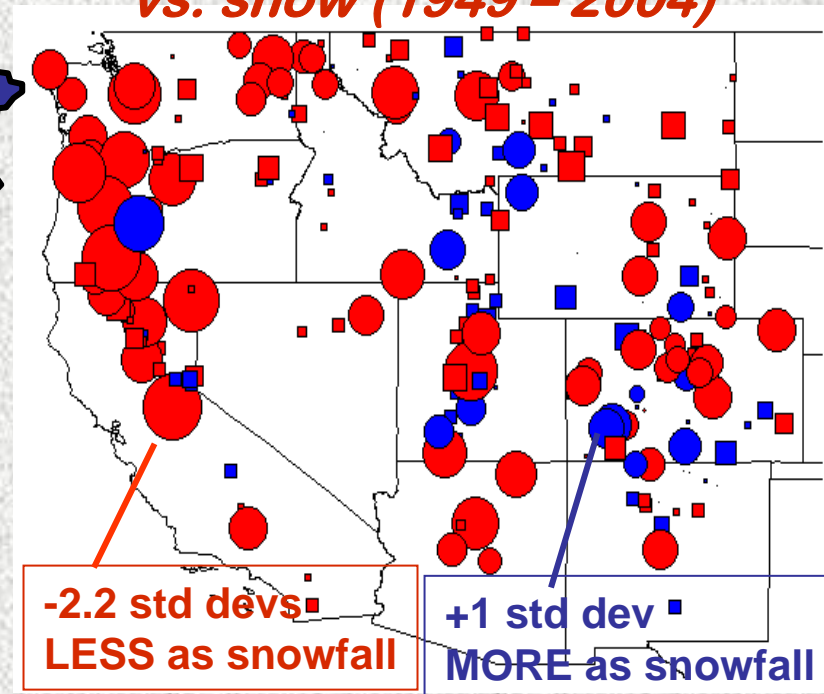 vs. snow (1949 – 2004)
-2.2 std devs
LESS as snowfall
+1 std dev
MORE as snowfall